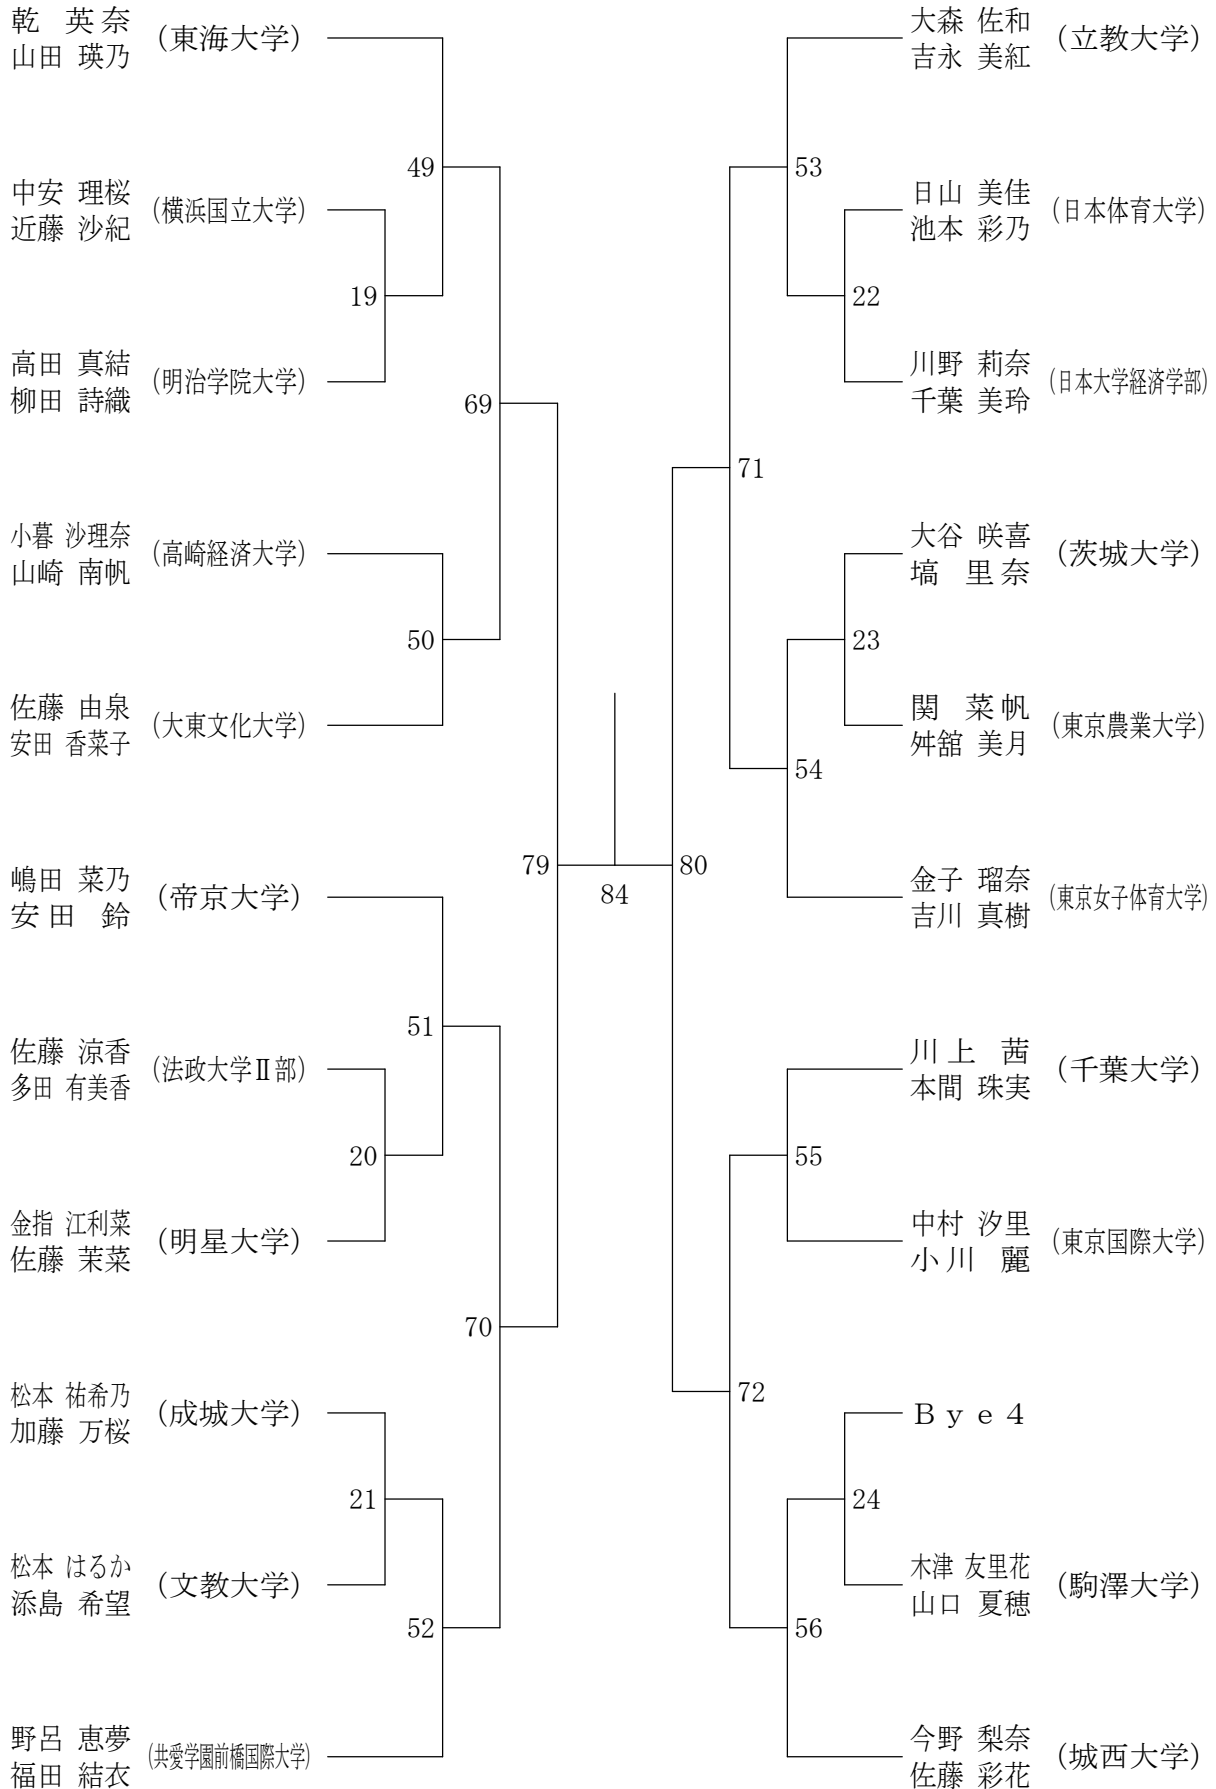 乾 英奈
山田 瑛乃
(東海大学)
49
中安 理桜
近藤 沙紀
(横浜国立大学)
19
高田 真結
柳田 詩織
(明治学院大学)
69
小暮 沙理奈
山崎 南帆
(高崎経済大学)
50
佐藤 由泉
安田 香菜子
(大東文化大学)
79
嶋田 菜乃
安田 鈴
(帝京大学)
51
佐藤 涼香
多田 有美香
(法政大学Ⅱ部)
20
金指 江利菜
佐藤 茉菜
(明星大学)
70
松本 祐希乃
加藤 万桜
(成城大学)
21
松本 はるか
添島 希望
(文教大学)
52
野呂 恵夢
福田 結衣
(共愛学園前橋国際大学)
84
大森 佐和
吉永 美紅
(立教大学)
53
日山 美佳
池本 彩乃
(日本体育大学)
22
川野 莉奈
千葉 美玲
(日本大学経済学部)
71
大谷 咲喜
塙 里奈
(茨城大学)
23
関 菜帆
舛舘 美月
(東京農業大学)
54
80
金子 瑠奈
吉川 真樹
(東京女子体育大学)
川上 茜
本間 珠実
(千葉大学)
55
中村 汐里
小川 麗
(東京国際大学)
72
Ｂｙｅ４
24
木津 友里花
山口 夏穂
(駒澤大学)
56
今野 梨奈
佐藤 彩花
(城西大学)